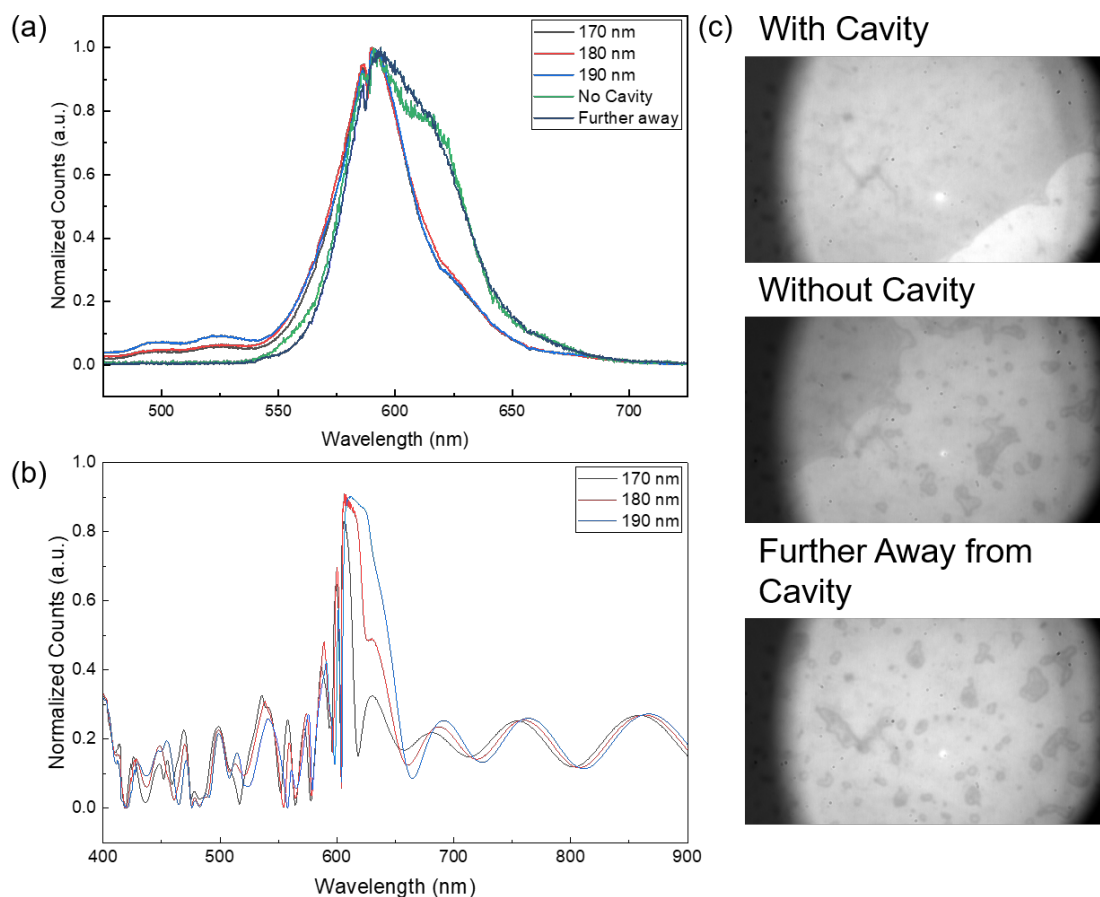 (a)
1.0
0.8
0.6
0.4
0.2
0.0
Normalized Counts (a.u.)
500
550
600
650
700
Wavelength (nm)
170 nm
180 nm
190 nm
No Cavity
Further away
(b)
1.0
0.8
0.6
0.4
0.2
0.0
Normalized Counts (a.u.)
400
500
600
700
800
900
Wavelength (nm)
170 nm
180 nm
190 nm
(c)
With Cavity
Without Cavity
Further Away from
Cavity